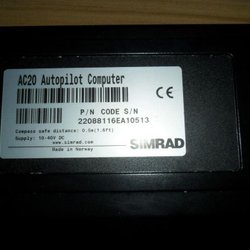 AC20 Autopilot Computer
CE
P/N CODE S/N
22088116EA10513
Compass safe distance: 0.5m(1.6ft)
Supply: 10-40V DC
www.simrad.com
Made in Norway
SIMRAD